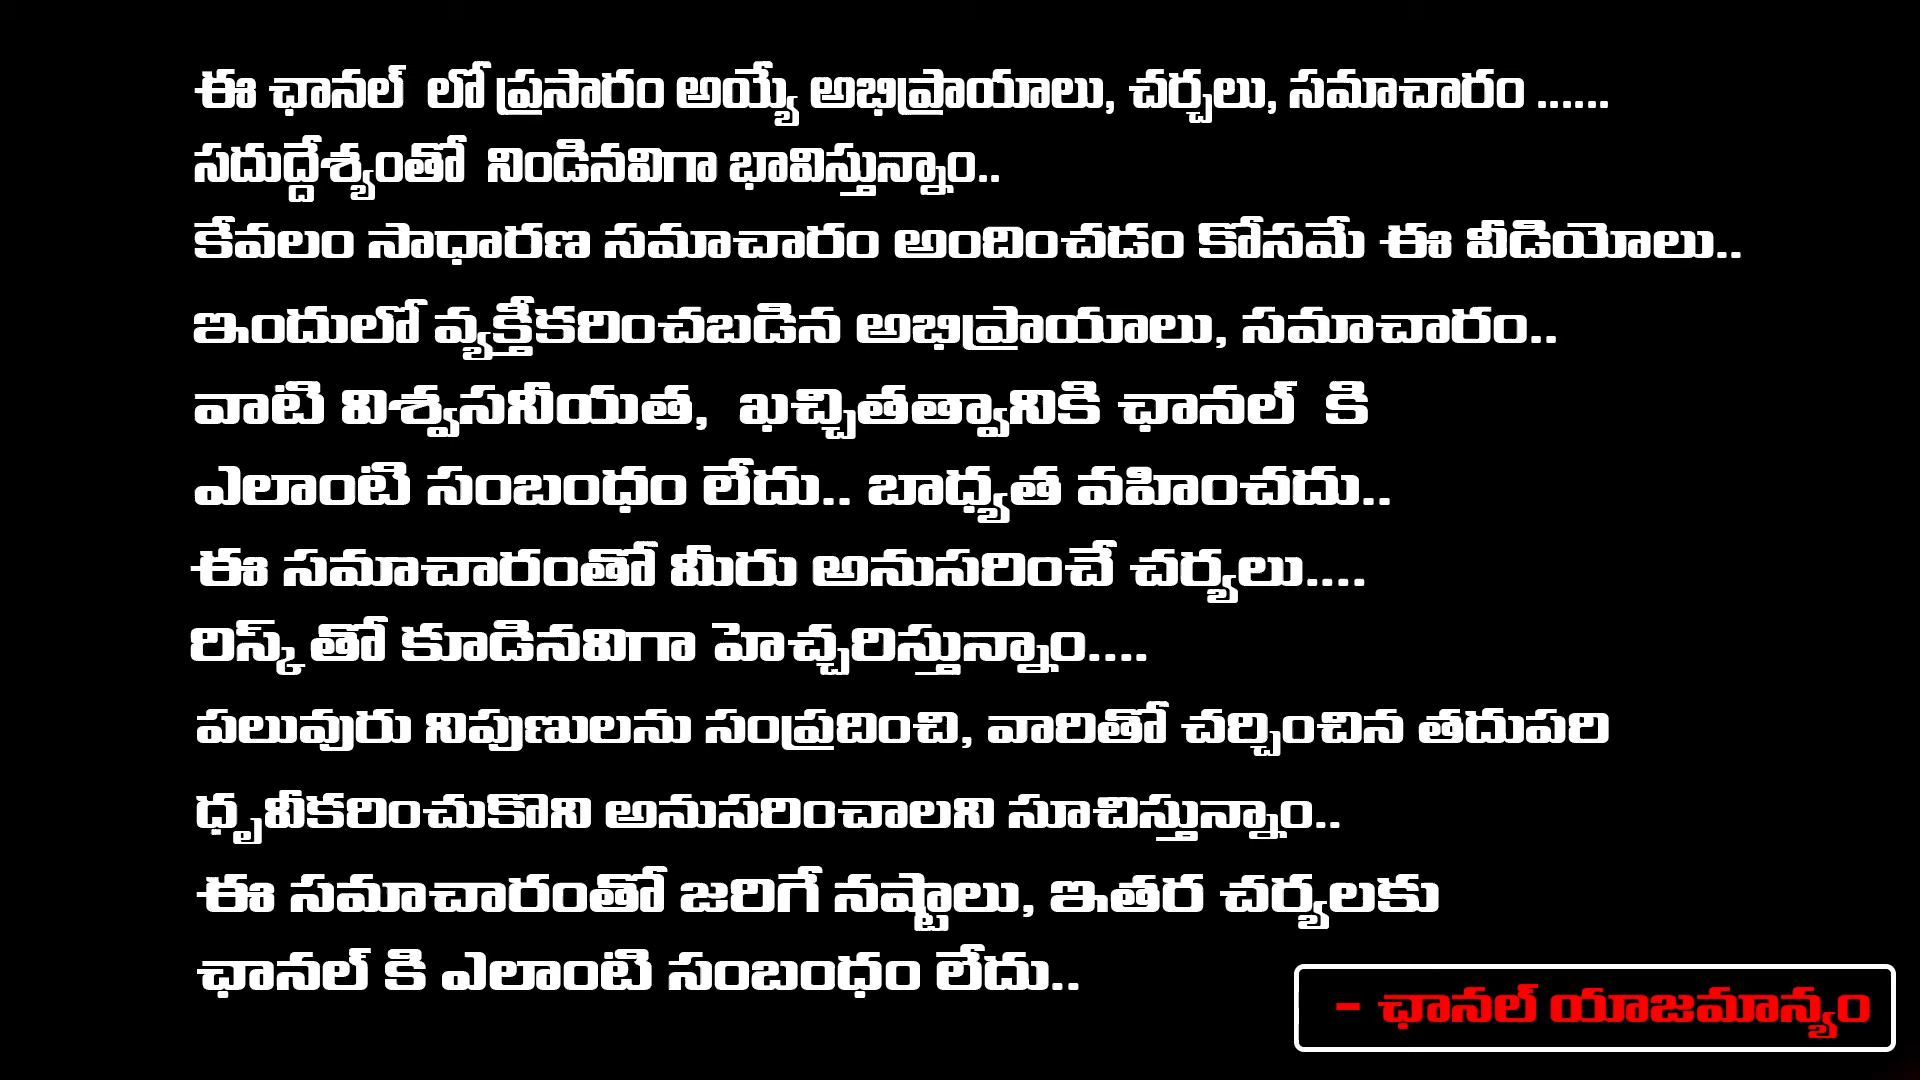 ఈ ఛానల్ లో ప్రసారం అయ్యే అభిప్రాయాలు, చర్చలు, సమాచారం ......
సదుద్దేశ్యంతో నిండినవిగా భావిస్తున్నాం..
కేవలం సాధారణ సమాచారం అందించడం కోసమే ఈ వీడియోలు..
ఇందులో వ్యక్తీకరించబడిన అభిప్రాయాలు, సమాచారం..
వాటి విశ్వసనీయత, ఖచ్చితత్వానికి ఛానల్ కి
ఎలాంటి సంబంధం లేదు.. బాధ్యత వహించదు..
ఈ సమాచారంతో మీరు అనుసరించే చర్యలు....
రిస్క్ తో కూడినవిగా హెచ్చరిస్తున్నాం....
పలువురు నిపుణులను సంప్రదించి, వారితో చర్చించిన తదుపరి
ధృవీకరించుకొని అనుసరించాలని సూచిస్తున్నాం..
ఈ సమాచారంతో జరిగే నష్టాలు, ఇతర చర్యలకు
ఛానల్ కి ఎలాంటి సంబంధం లేదు..
- ఛానల్ యాజమాన్యం